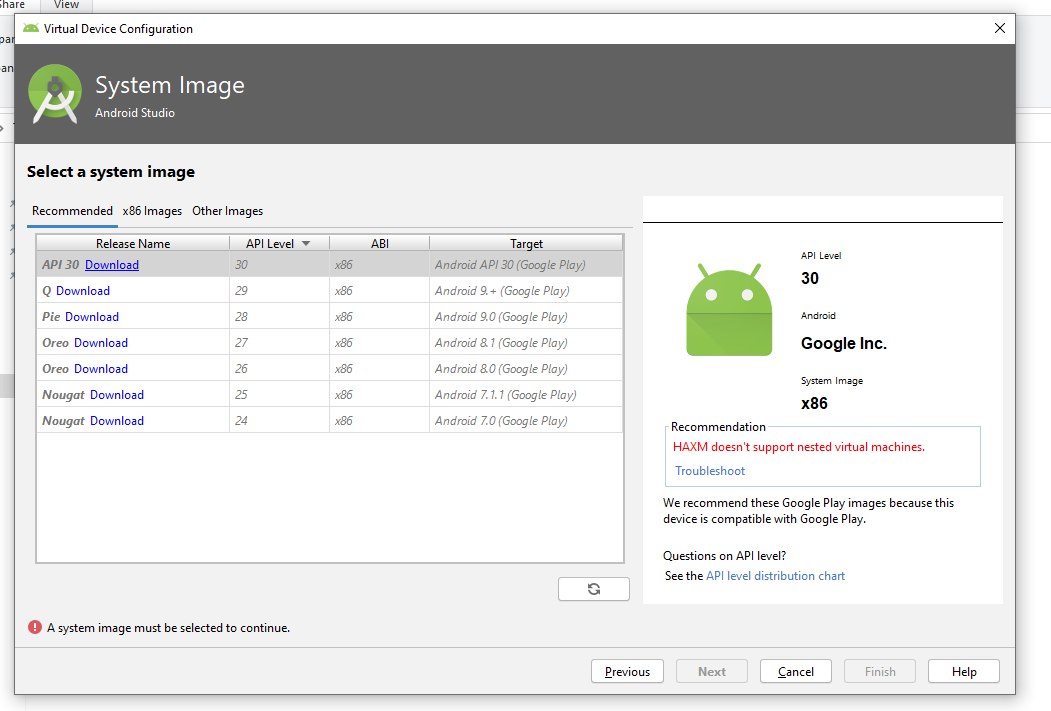 Share View
Virtual Device Configuration
System Image
Android Studio
Select a system image
Recommended x86 Images Other Images
Release Name API Level ABI Target
API 30 Download 30 x86 Android API 30 (Google Play)
Q Download 29 x86 Android 9.+ (Google Play)
Pie Download 28 x86 Android 9.0 (Google Play)
Oreo Download 27 x86 Android 8.1 (Google Play)
Oreo Download 26 x86 Android 8.0 (Google Play)
Nougat Download 25 x86 Android 7.1.1 (Google Play)
Nougat Download 24 x86 Android 7.0 (Google Play)
A system image must be selected to continue.
API Level
30
Android
Google Inc.
System Image
x86
Recommendation
HAXM doesn't support nested virtual machines.
Troubleshoot
We recommend these Google Play images because this
device is compatible with Google Play.
Questions on API level?
See the API level distribution chart
Previous Next Cancel Finish Help